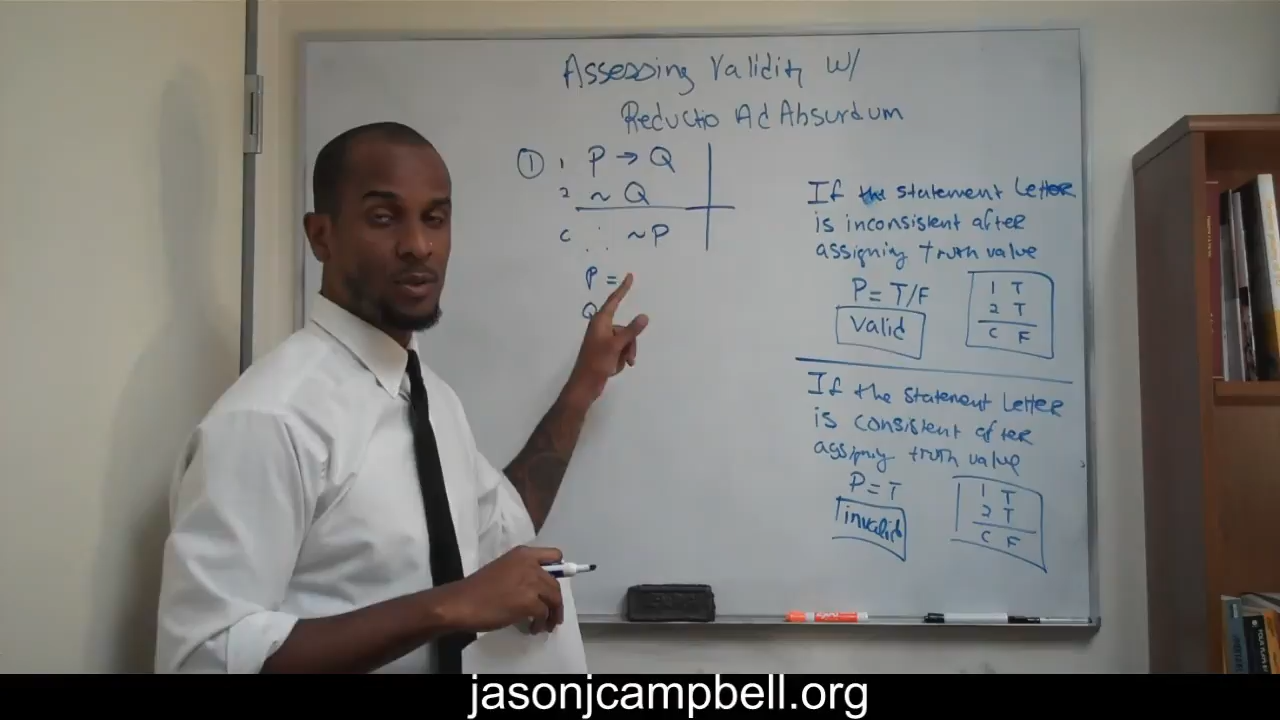 Assessing Validity w/
Reductio Ad Absurdum
① 1 P → Q
2 ~ Q
C ∴ ~P
P =
Q
If the statement Letter
is inconsistent after
assigning truth value
P = T/F
valid
1 T
2 T
C F
If the statement Letter
is consistent after
assigning truth value
P = T
invalid
1 T
2 T
C F
jasonjcampbell.org